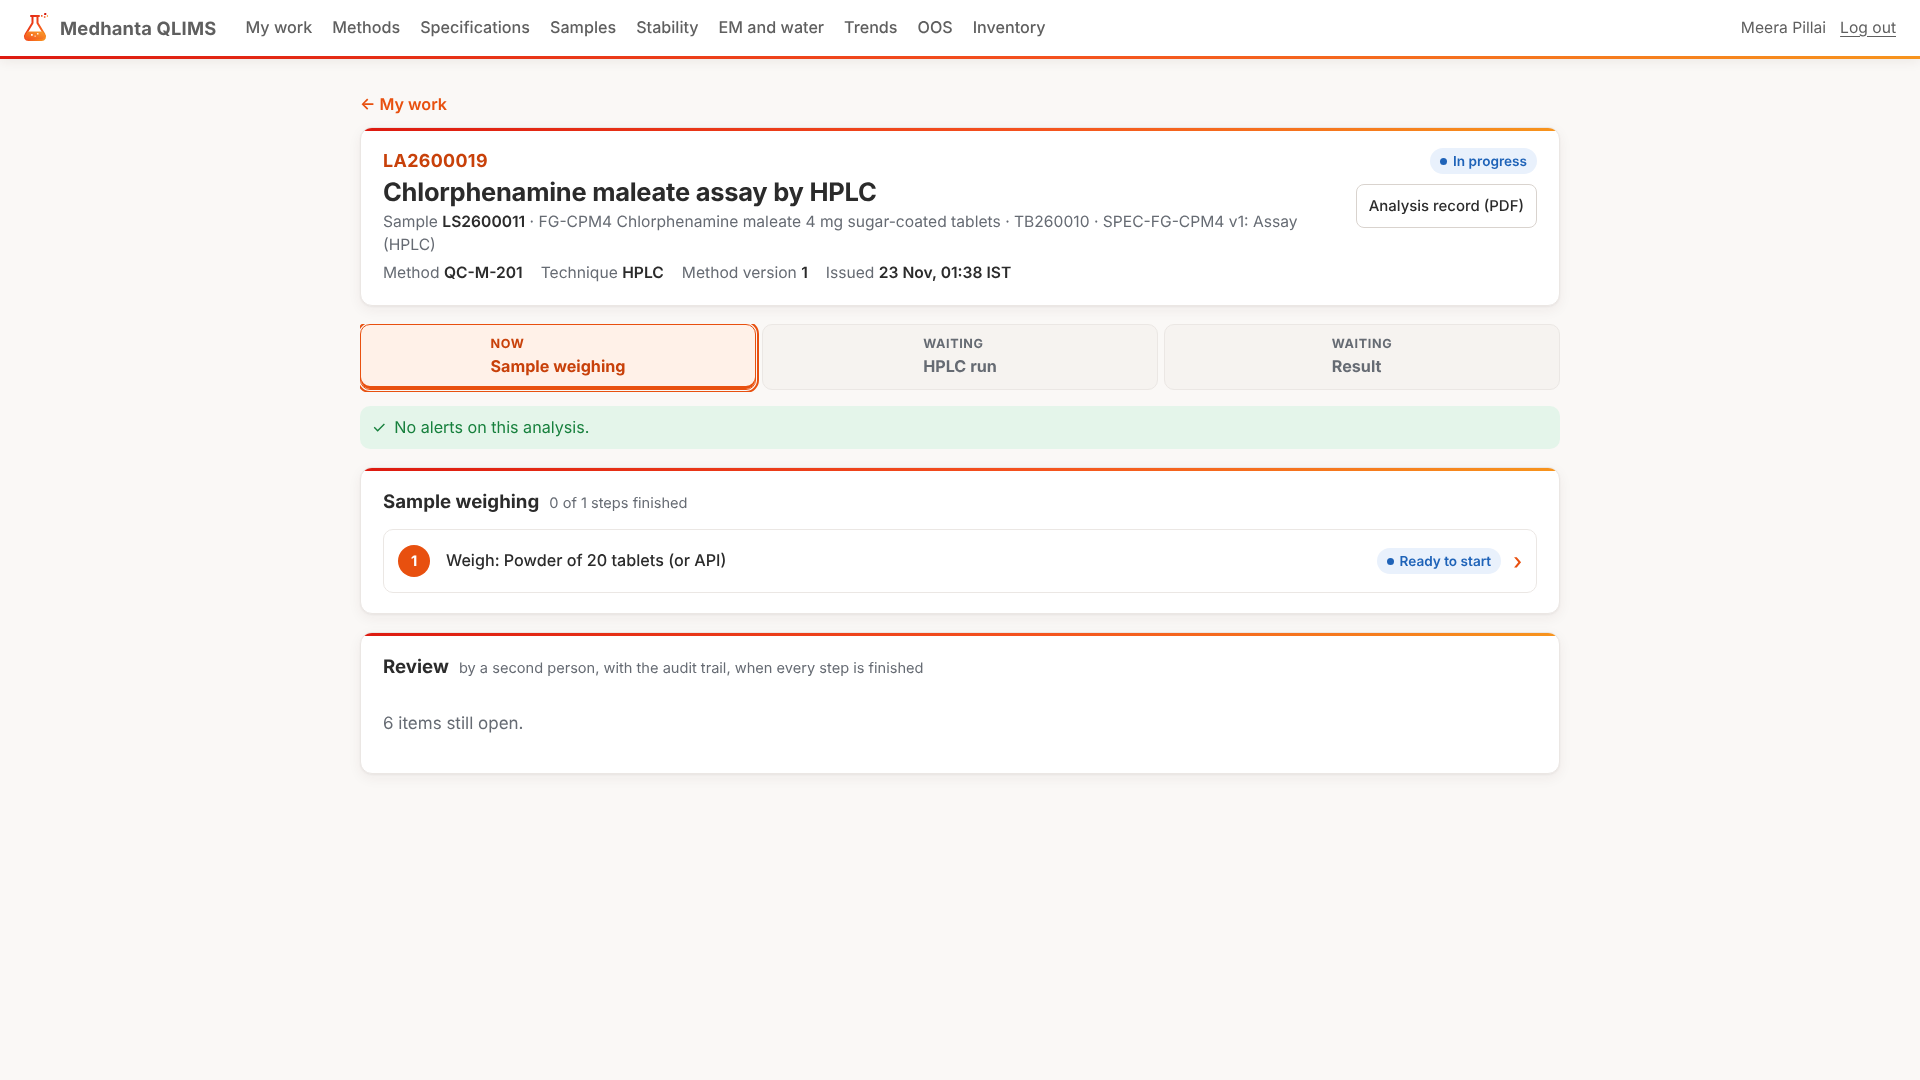 Medhanta QLIMS My work Methods Specifications Samples Stability EM and water Trends OOS Inventory Meera Pillai Log out
← My work
LA2600019 In progress
Chlorphenamine maleate assay by HPLC
Analysis record (PDF)
Sample LS2600011 · FG-CPM4 Chlorphenamine maleate 4 mg sugar-coated tablets · TB260010 · SPEC-FG-CPM4 v1: Assay
(HPLC)
Method QC-M-201 Technique HPLC Method version 1 Issued 23 Nov, 01:38 IST
NOW
Sample weighing
WAITING
HPLC run
WAITING
Result
✓ No alerts on this analysis.
Sample weighing 0 of 1 steps finished
1 Weigh: Powder of 20 tablets (or API) Ready to start ›
Review by a second person, with the audit trail, when every step is finished
6 items still open.